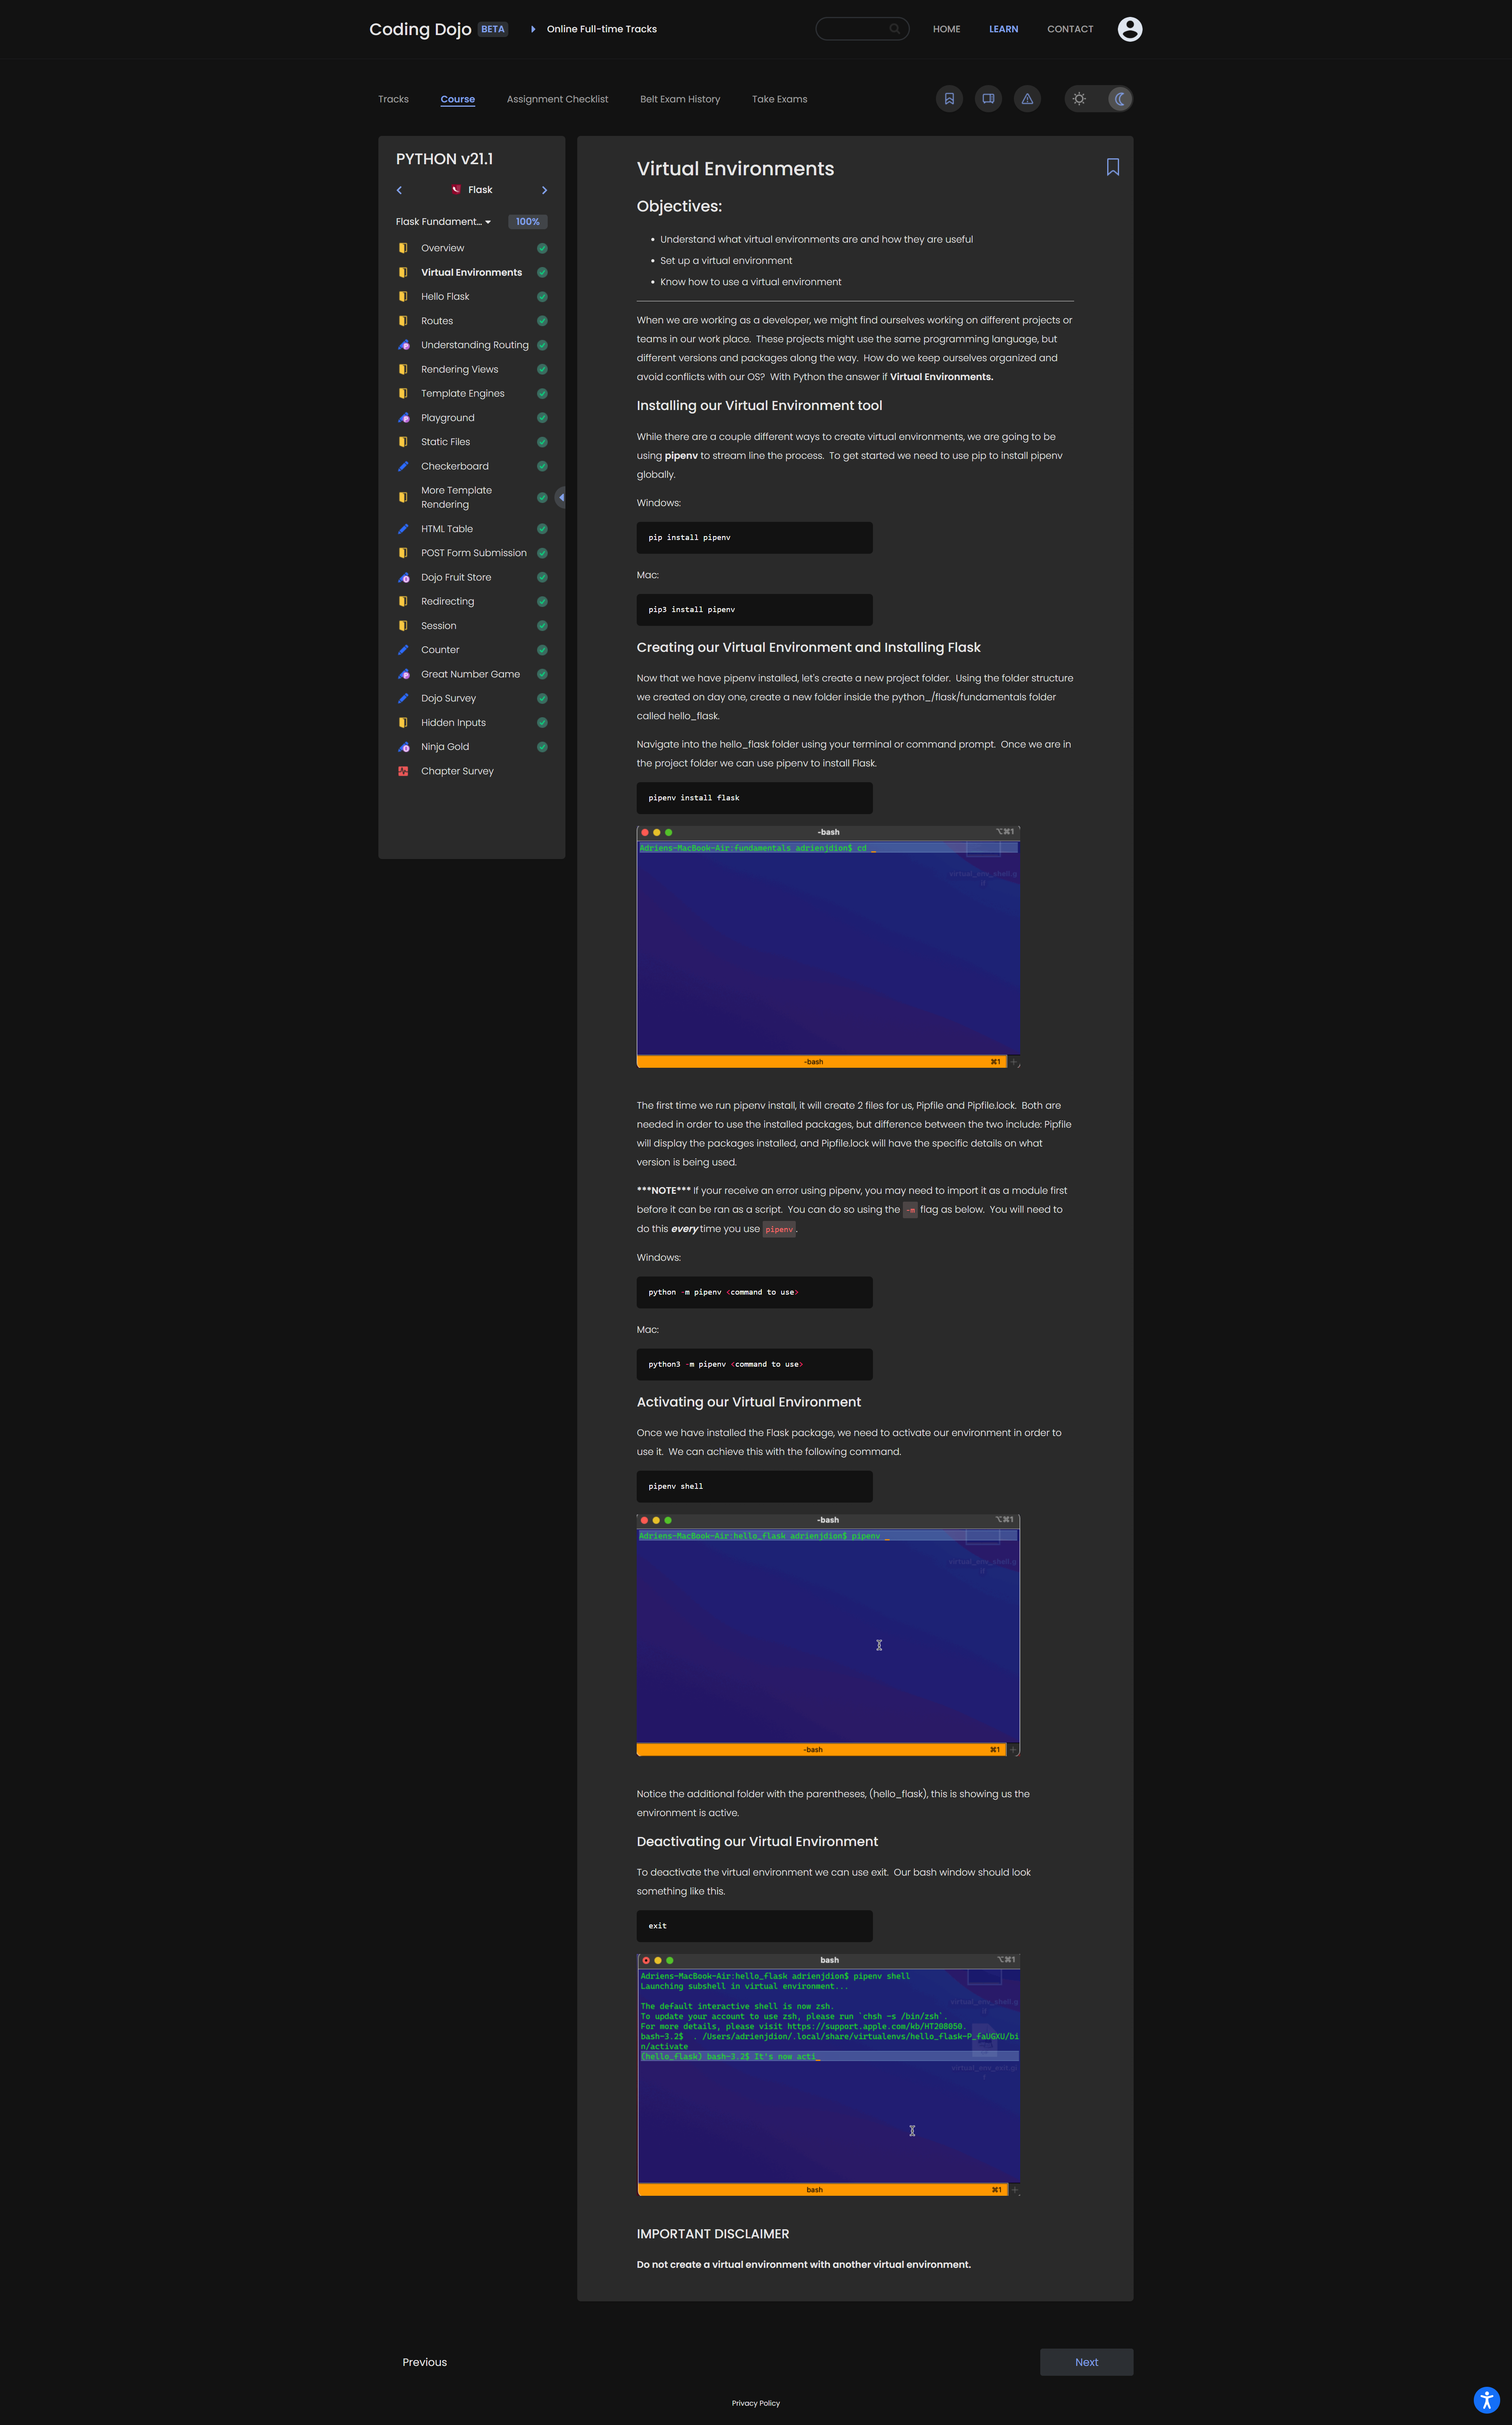 Coding Dojo BETA Online Full-time Tracks HOME LEARN CONTACT
Tracks Course Assignment Checklist Belt Exam History Take Exams
PYTHON v21.1
Flask
Flask Fundament... 100%
Overview
Virtual Environments
Hello Flask
Routes
Understanding Routing
Rendering Views
Template Engines
Playground
Static Files
Checkerboard
More Template
Rendering
HTML Table
POST Form Submission
Dojo Fruit Store
Redirecting
Session
Counter
Great Number Game
Dojo Survey
Hidden Inputs
Ninja Gold
Chapter Survey
Virtual Environments
Objectives:
• Understand what virtual environments are and how they are useful
• Set up a virtual environment
• Know how to use a virtual environment
When we are working as a developer, we might find ourselves working on different projects or
teams in our work place. These projects might use the same programming language, but
different versions and packages along the way. How do we keep ourselves organized and
avoid conflicts with our OS? With Python the answer if Virtual Environments.
Installing our Virtual Environment tool
While there are a couple different ways to create virtual environments, we are going to be
using pipenv to stream line the process. To get started we need to use pip to install pipenv
globally.
Windows:
pip install pipenv
Mac:
pip3 install pipenv
Creating our Virtual Environment and Installing Flask
Now that we have pipenv installed, let's create a new project folder. Using the folder structure
we created on day one, create a new folder inside the python_/flask/fundamentals folder
called hello_flask.
Navigate into the hello_flask folder using your terminal or command prompt. Once we are in
the project folder we can use pipenv to install Flask.
pipenv install flask
-bash ⌥⌘1
Adriens-MacBook-Air:fundamentals adrienjdion$ cd _
virtual_env_shell.g
if
-bash ⌘1 +
The first time we run pipenv install, it will create 2 files for us, Pipfile and Pipfile.lock. Both are
needed in order to use the installed packages, but difference between the two include: Pipfile
will display the packages installed, and Pipfile.lock will have the specific details on what
version is being used.
***NOTE*** If your receive an error using pipenv, you may need to import it as a module first
before it can be ran as a script. You can do so using the -m flag as below. You will need to
do this every time you use pipenv.
Windows:
python -m pipenv <command to use>
Mac:
python3 -m pipenv <command to use>
Activating our Virtual Environment
Once we have installed the Flask package, we need to activate our environment in order to
use it. We can achieve this with the following command.
pipenv shell
-bash ⌥⌘1
Adriens-MacBook-Air:hello_flask adrienjdion$ pipenv _
virtual_env_shell.g
if
-bash ⌘1 +
Notice the additional folder with the parentheses, (hello_flask), this is showing us the
environment is active.
Deactivating our Virtual Environment
To deactivate the virtual environment we can use exit. Our bash window should look
something like this.
exit
bash ⌥⌘1
Adriens-MacBook-Air:hello_flask adrienjdion$ pipenv shell
Launching subshell in virtual environment...
The default interactive shell is now zsh.
To update your account to use zsh, please run `chsh -s /bin/zsh`.
For more details, please visit https://support.apple.com/kb/HT208050.
bash-3.2$ . /Users/adrienjdion/.local/share/virtualenvs/hello_flask-P_faUGXU/bi
n/activate
(hello_flask) bash-3.2$ It's now acti_
virtual_env_shell.g
bash ⌘1 +
IMPORTANT DISCLAIMER
Do not create a virtual environment with another virtual environment.
Previous Next
Privacy Policy